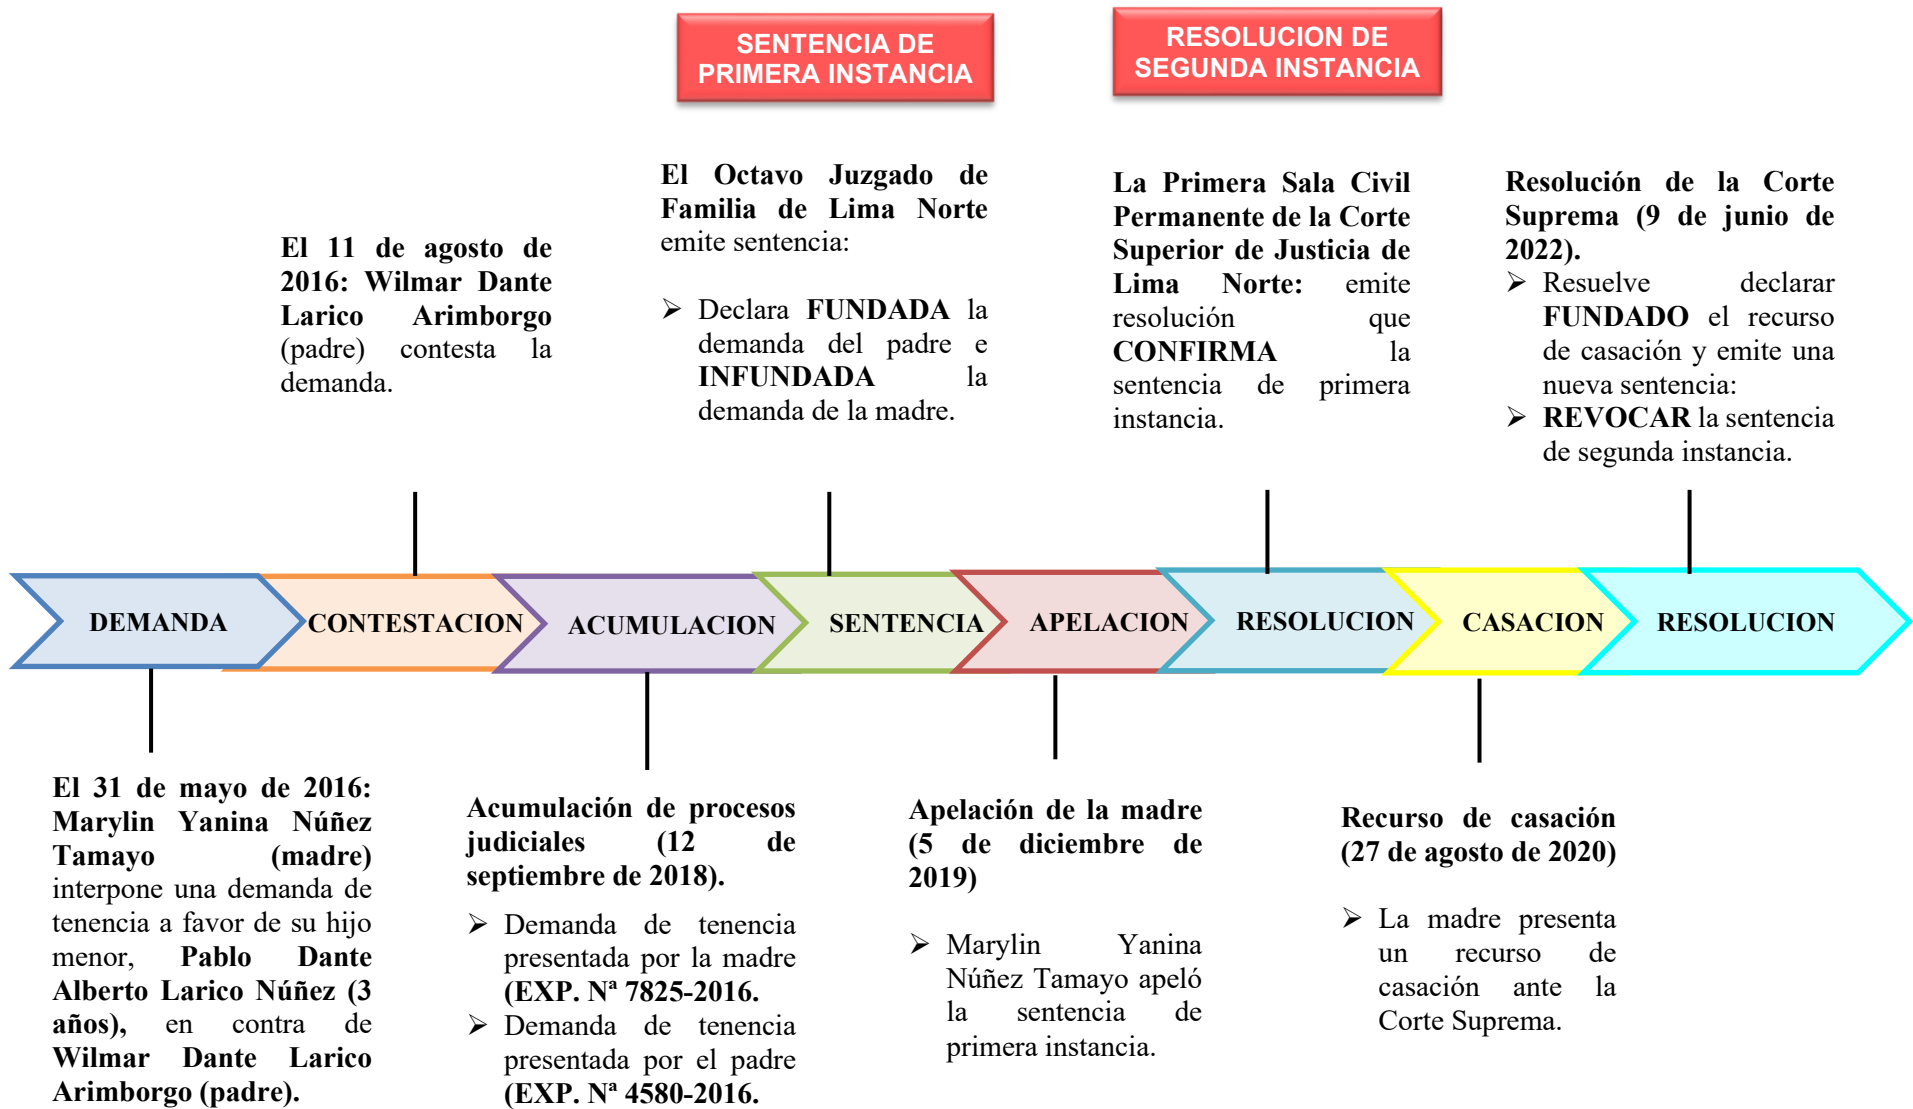 SENTENCIA DE
PRIMERA INSTANCIA
RESOLUCION DE
SEGUNDA INSTANCIA
El 11 de agosto de
2016: Wilmar Dante
Larico Arimborgo
(padre) contesta la
demanda.
El Octavo Juzgado de
Familia de Lima Norte
emite sentencia:
➢ Declara FUNDADA la
demanda del padre e
INFUNDADA la
demanda de la madre.
La Primera Sala Civil
Permanente de la Corte
Superior de Justicia de
Lima Norte: emite
resolución que
CONFIRMA la
sentencia de primera
instancia.
Resolución de la Corte
Suprema (9 de junio de
2022).
➢ Resuelve declarar
FUNDADO el recurso
de casación y emite una
nueva sentencia:
➢ REVOCAR la sentencia
de segunda instancia.
DEMANDA
CONTESTACION
ACUMULACION
SENTENCIA
APELACION
RESOLUCION
CASACION
RESOLUCION
El 31 de mayo de 2016:
Marylin Yanina Núñez
Tamayo (madre)
interpone una demanda de
tenencia a favor de su hijo
menor, Pablo Dante
Alberto Larico Núñez (3
años), en contra de
Wilmar Dante Larico
Arimborgo (padre).
Acumulación de procesos
judiciales (12 de
septiembre de 2018).
➢ Demanda de tenencia
presentada por la madre
(EXP. Nª 7825-2016.
➢ Demanda de tenencia
presentada por el padre
(EXP. Nª 4580-2016.
Apelación de la madre
(5 de diciembre de
2019)
➢ Marylin Yanina
Núñez Tamayo apeló
la sentencia de
primera instancia.
Recurso de casación
(27 de agosto de 2020)
➢ La madre presenta
un recurso de
casación ante la
Corte Suprema.